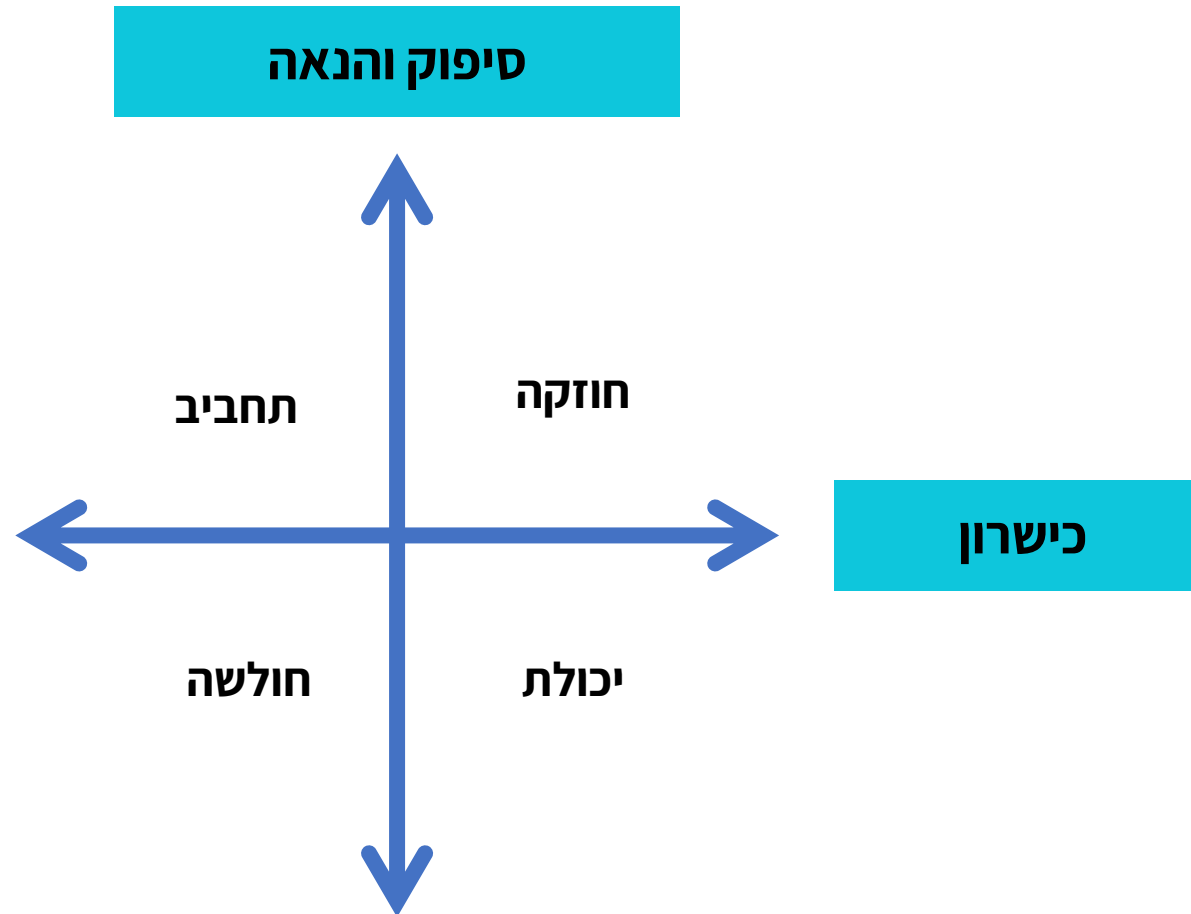 סיפוק והנאה
חוזקה
תחביב
כישרון
יכולת
חולשה